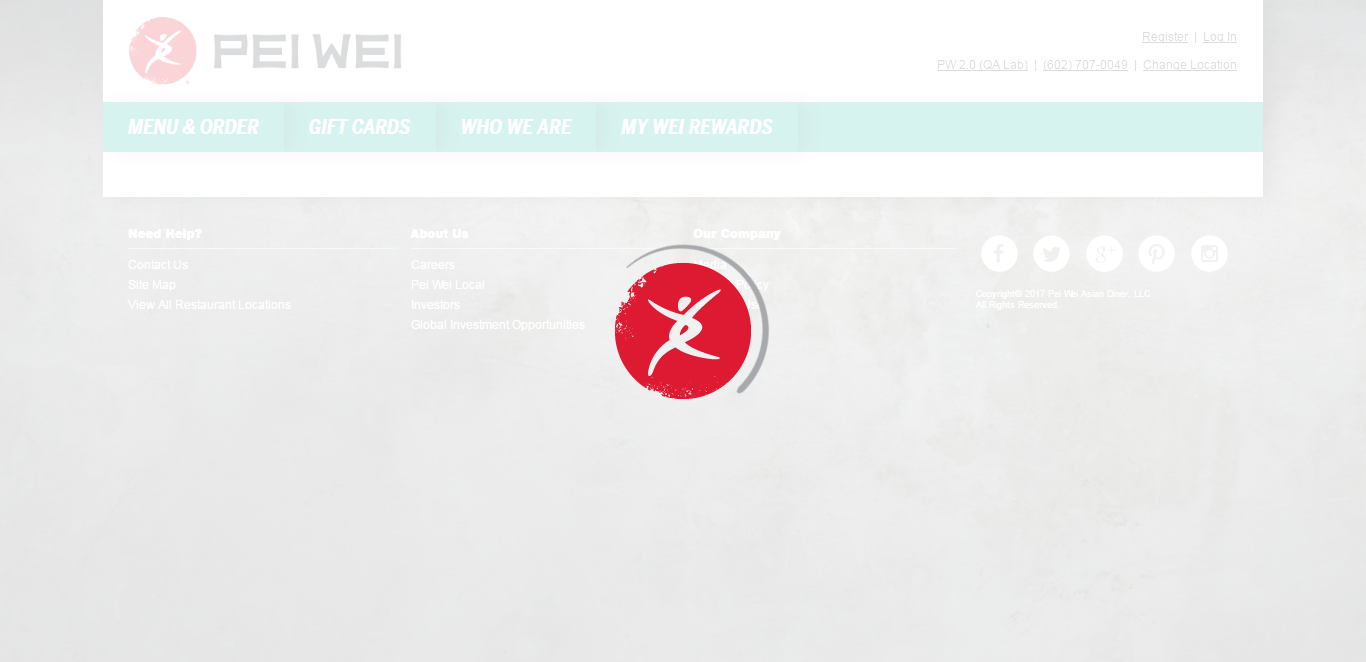 PEI WEI
Register | Log In
PW 2.0 (QA Lab) | (602) 707-0049 | Change Location
MENU & ORDER GIFT CARDS WHO WE ARE MY WEI REWARDS
Need Help?
Contact Us
Site Map
View All Restaurant Locations
About Us
Careers
Pei Wei Local
Investors
Global Investment Opportunities
Our Company
Copyright© 2017 Pei Wei Asian Diner, LLC
All Rights Reserved